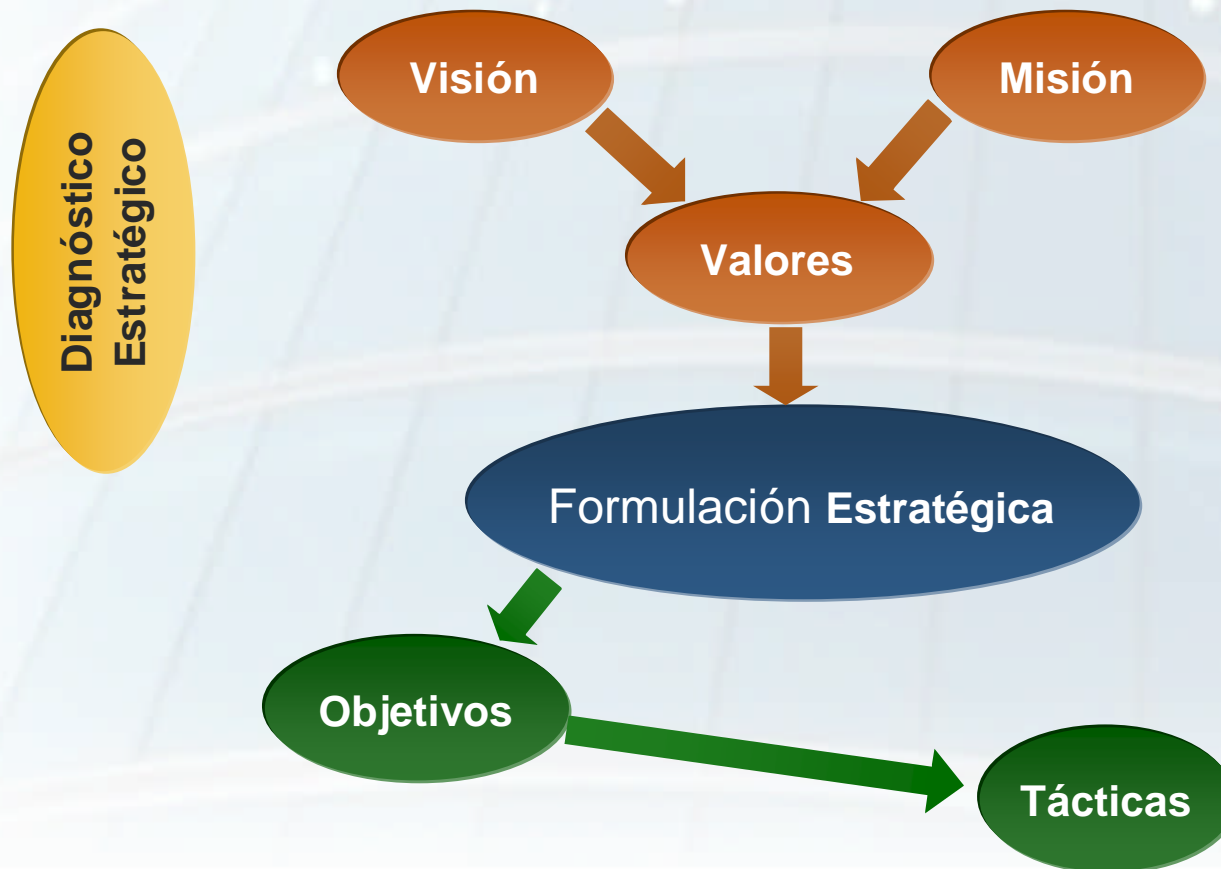 Diagnóstico
Estratégico
Visión
Misión
Valores
Formulación Estratégica
Objetivos
Tácticas